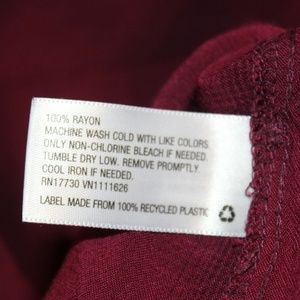 100% RAYON
MACHINE WASH COLD WITH LIKE COLORS.
ONLY NON-CHLORINE BLEACH IF NEEDED.
TUMBLE DRY LOW. REMOVE PROMPTLY.
COOL IRON IF NEEDED.
RN17730 VN1111626
LABEL MADE FROM 100% RECYCLED PLASTIC